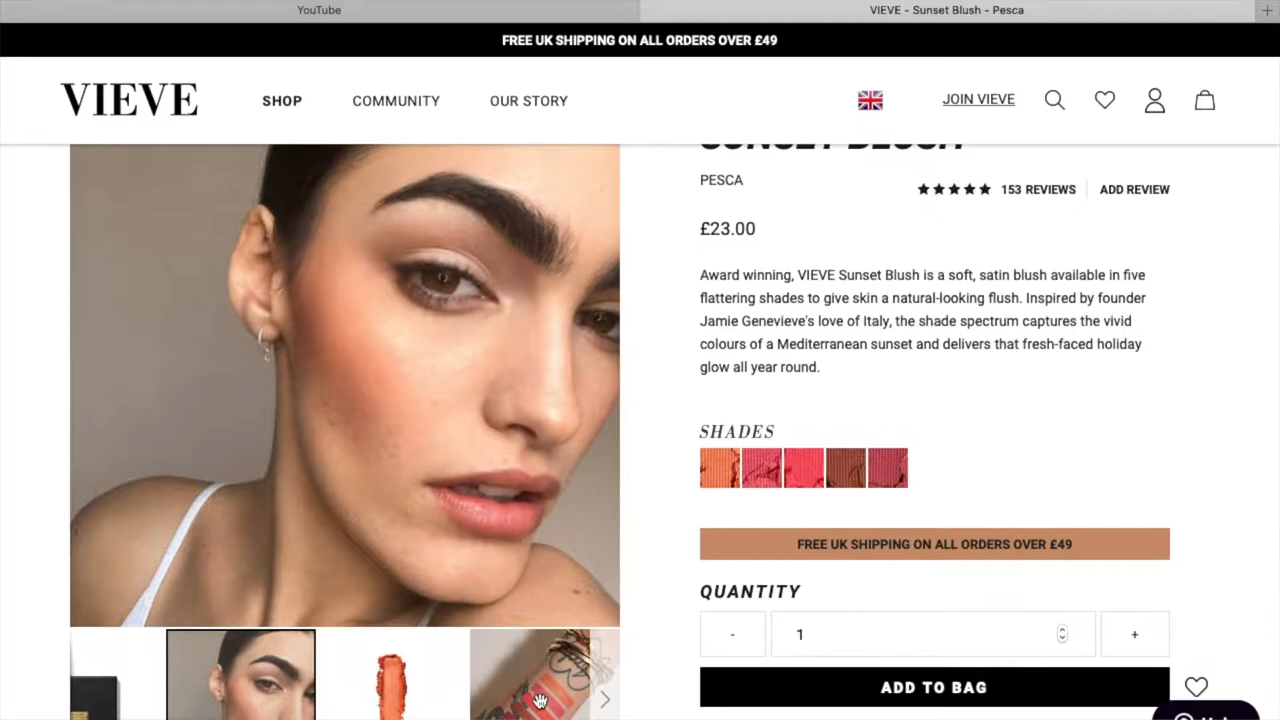 YouTube
VIEVE - Sunset Blush - Pesca
FREE UK SHIPPING ON ALL ORDERS OVER £49
VIEVE
SHOP
COMMUNITY
OUR STORY
JOIN VIEVE
SUNSET BLUSH
PESCA
153 REVIEWS
ADD REVIEW
£23.00
Award winning, VIEVE Sunset Blush is a soft, satin blush available in five
flattering shades to give skin a natural-looking flush. Inspired by founder
Jamie Genevieve's love of Italy, the shade spectrum captures the vivid
colours of a Mediterranean sunset and delivers that fresh-faced holiday
glow all year round.
SHADES
FREE UK SHIPPING ON ALL ORDERS OVER £49
QUANTITY
- 1 +
ADD TO BAG